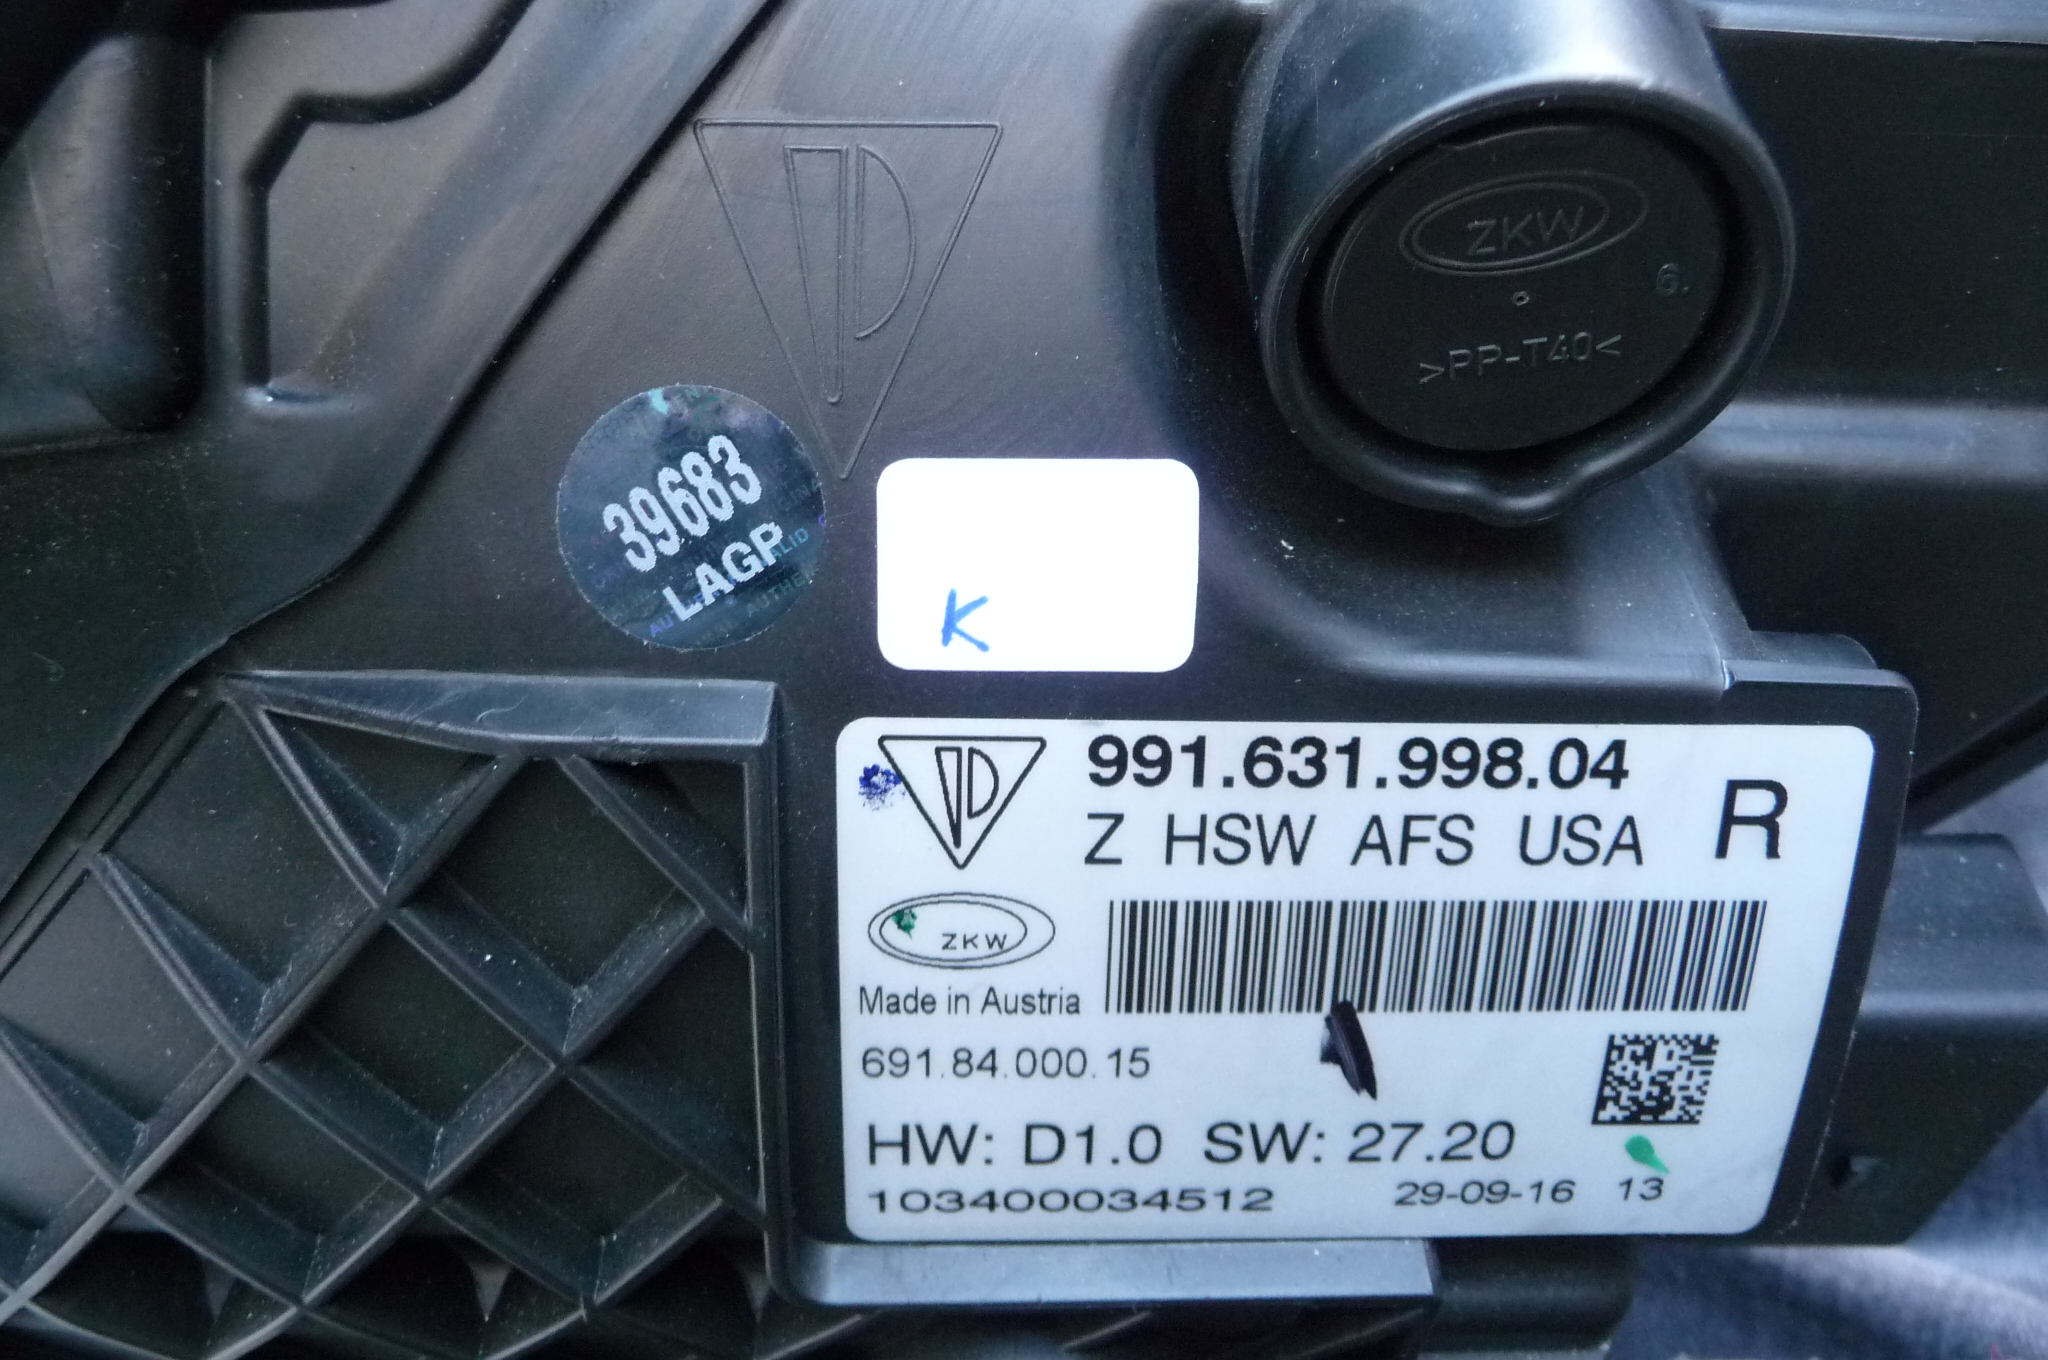 ZKW
6.
>PP-T40<
39683
LAGP
K
991.631.998.04
Z HSW AFS USA
R
ZKW
Made in Austria
691.84.000.15
HW: D1.0 SW: 27.20
103400034512
29-09-16 13